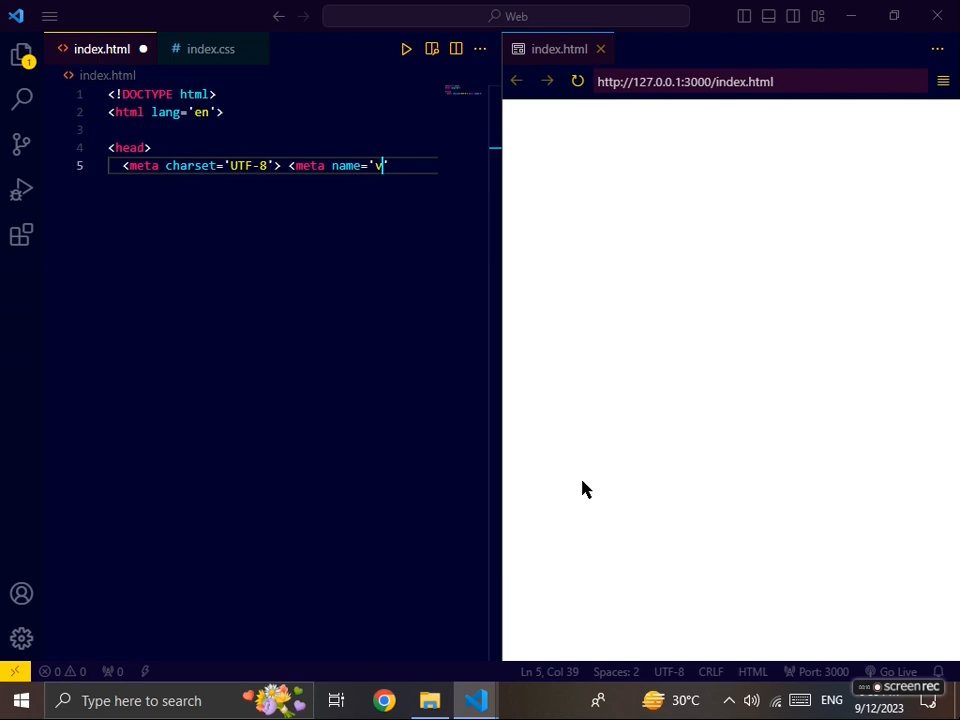 Web
index.html
index.css
index.html
index.html
http://127.0.0.1:3000/index.html
1 <!DOCTYPE html>
2 <html lang='en'>
3
4 <head>
5 <meta charset='UTF-8'> <meta name='v'
1
0 0 0
Ln 5, Col 39
Spaces: 2
UTF-8
CRLF
HTML
Port: 3000
Go Live
Type here to search
30°C
ENG
9/12/2023
screenrec